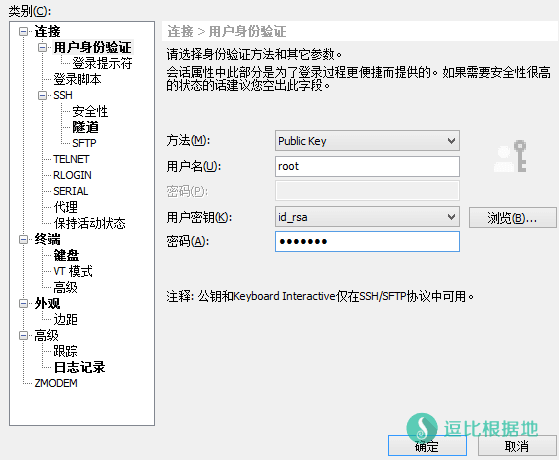 类别(C):
连接
用户身份验证
登录提示符
登录脚本
SSH
安全性
隧道
SFTP
TELNET
RLOGIN
SERIAL
代理
保持活动状态
终端
键盘
VT 模式
高级
外观
边距
高级
跟踪
日志记录
ZMODEM
连接 > 用户身份验证
请选择身份验证方法和其它参数。
会话属性中此部分是为了登录过程更便捷而提供的。如果需要安全性很高
的状态的话建议您空出此字段。
方法(M):
Public Key
用户名(U):
root
密码(P):
用户密钥(K):
id_rsa
浏览(B)...
密码(A):
•••••••
注释: 公钥和Keyboard Interactive仅在SSH/SFTP协议中可用。
逗比根据地
确定
取消